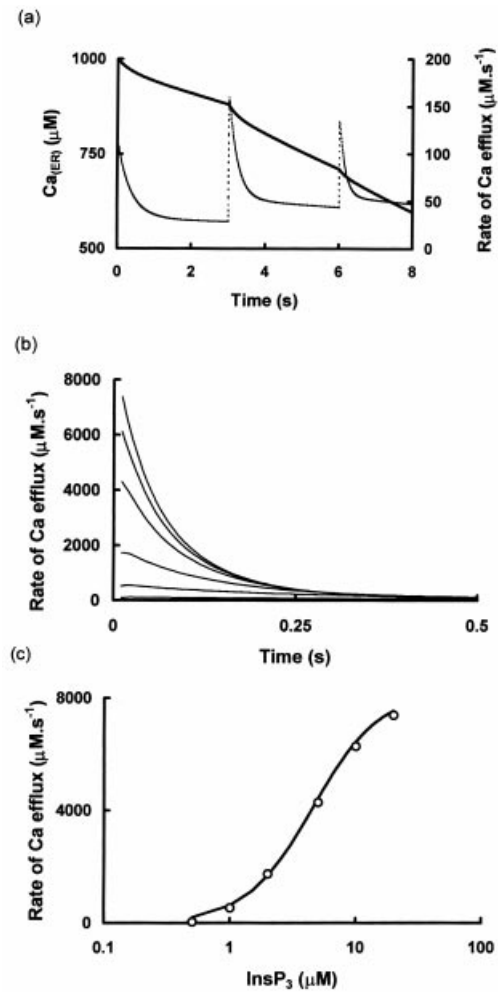 (a)
1000
750
500
Ca(ER) (μM)
200
150
100
50
0
Rate of Ca efflux (μM.s-1)
0 2 4 6 8
Time (s)
(b)
8000
6000
4000
2000
0
Rate of Ca efflux (μM.s-1)
0 0.25 0.5
Time (s)
(c)
8000
4000
0
Rate of Ca efflux (μM.s-1)
0.1 1 10 100
InsP3 (μM)